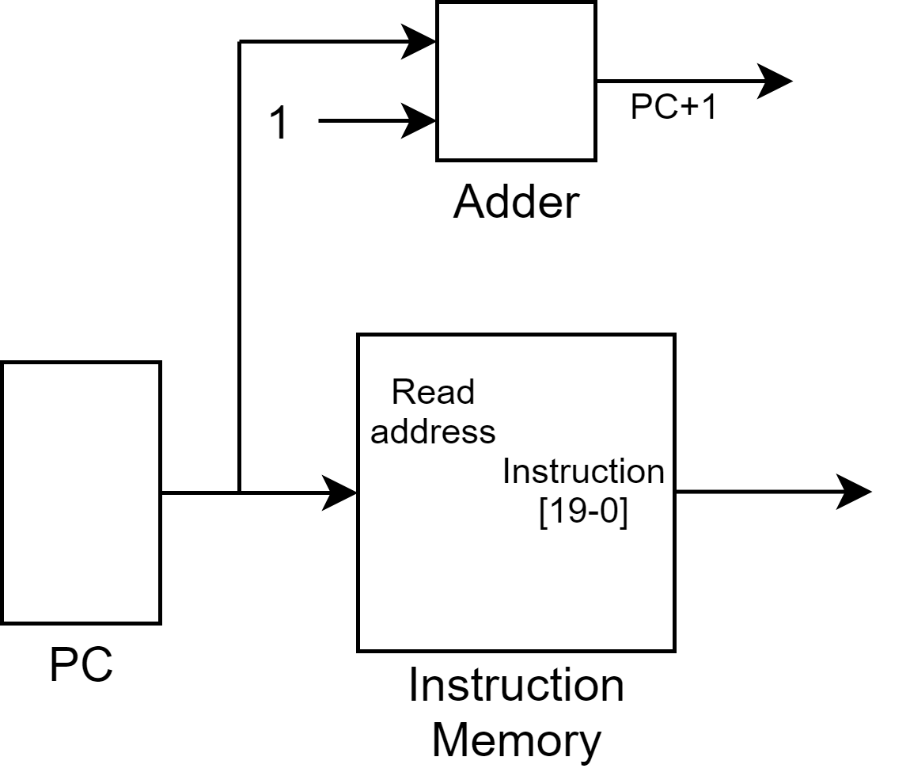 1
PC+1
Adder
Read
address
Instruction
[19-0]
PC
Instruction
Memory